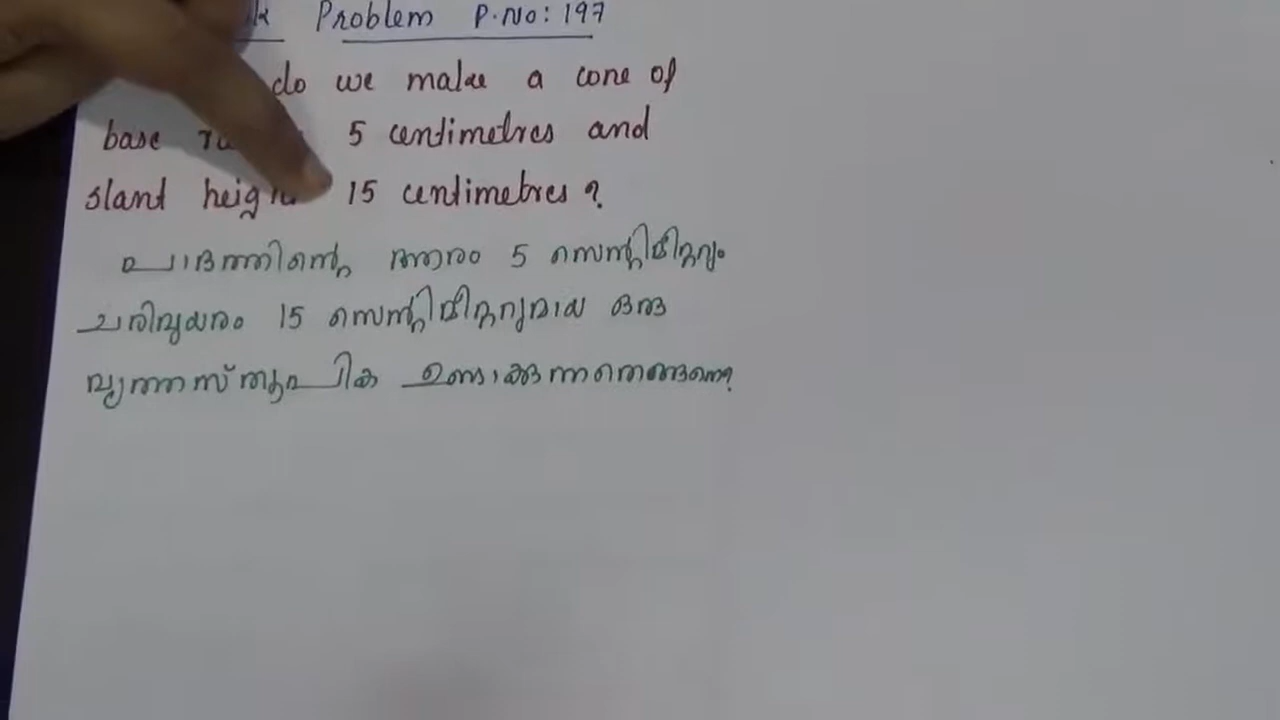 Problem P.No: 197
do we make a cone of
base 5 centimetres and
slant height 15 centimetres ?
പാദത്തിന്റെ ആരം 5 സെന്റിമീറ്ററും
ചരിവുയരം 15 സെന്റിമീറ്ററുമായ ഒരു
വൃത്തസ്തൂപിക ഉണ്ടാക്കുന്നതെങ്ങനെ?